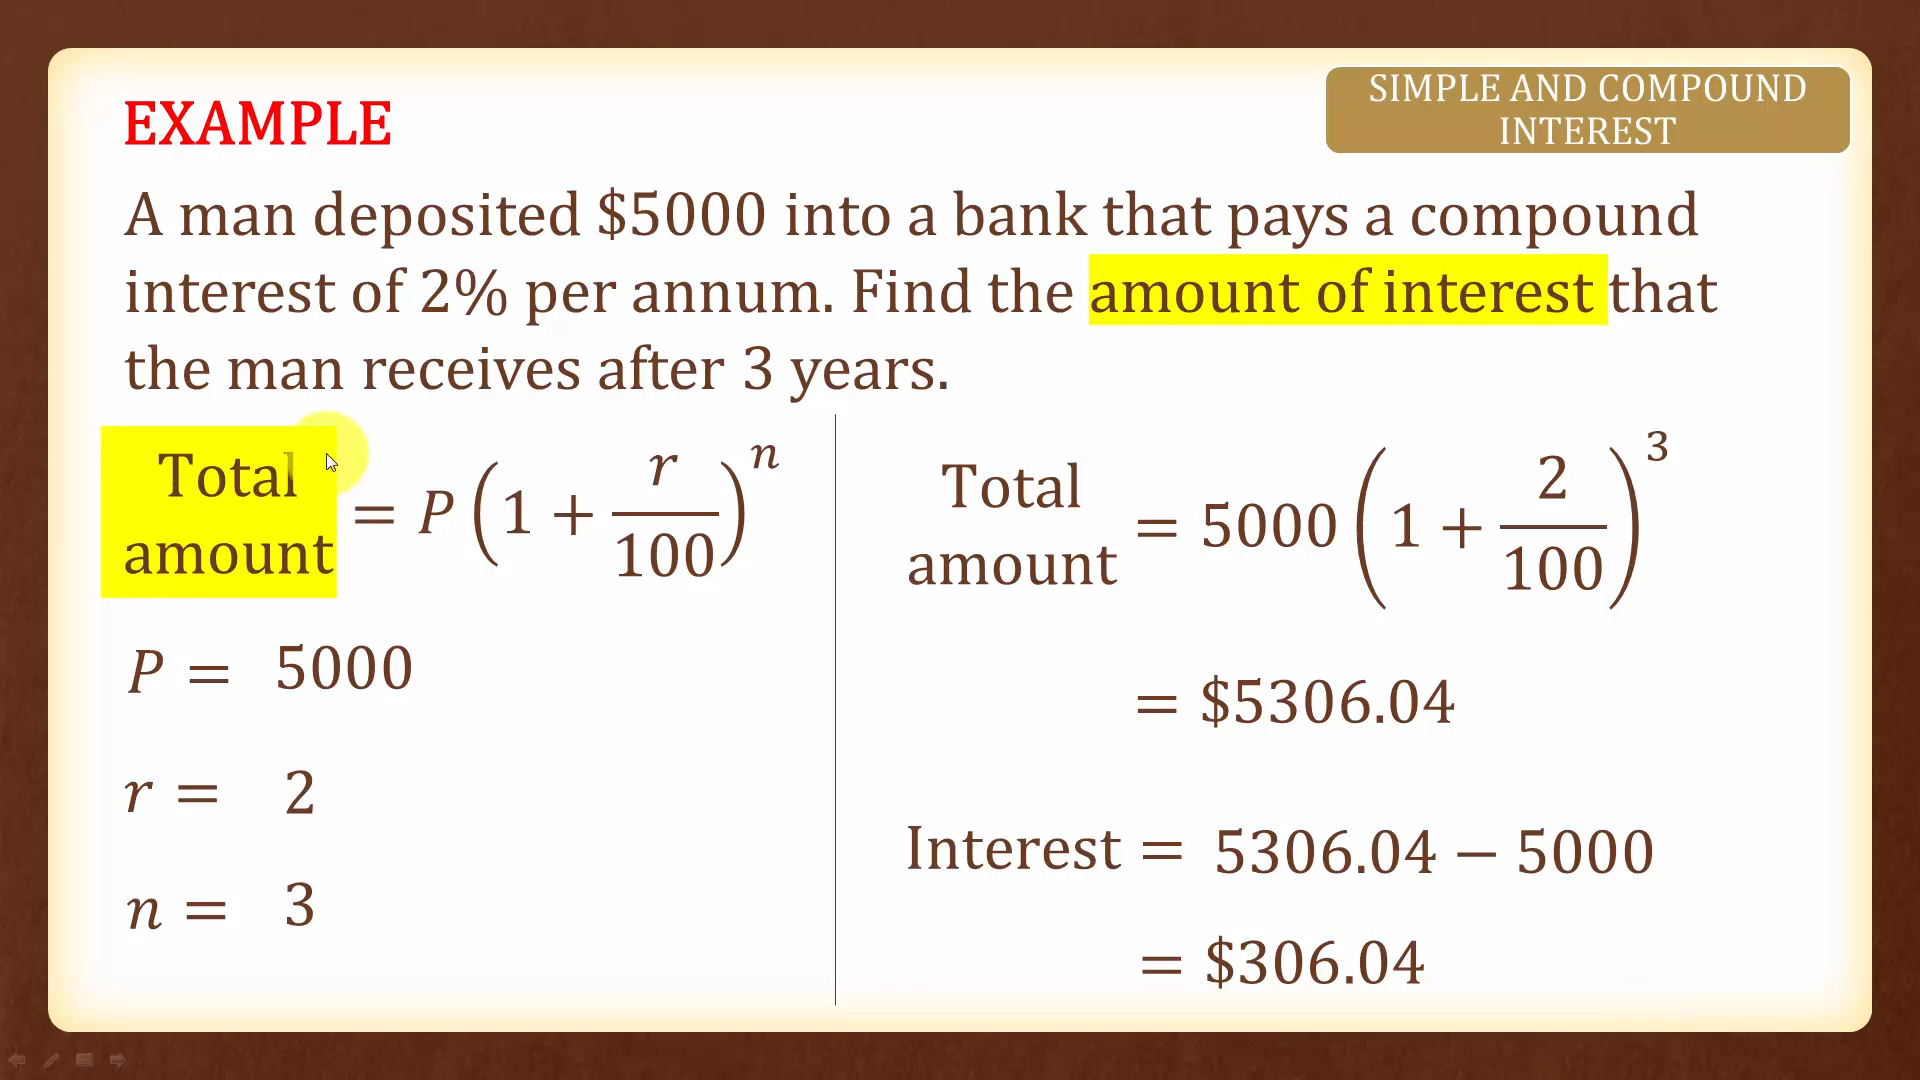 SIMPLE AND COMPOUND
INTEREST
EXAMPLE
A man deposited $5000 into a bank that pays a compound
interest of 2% per annum. Find the amount of interest that
the man receives after 3 years.
Total
amount = P(1 + r/100)^n
P = 5000
r = 2
n = 3
Total
amount = 5000(1 + 2/100)^3
= $5306.04
Interest = 5306.04 − 5000
= $306.04